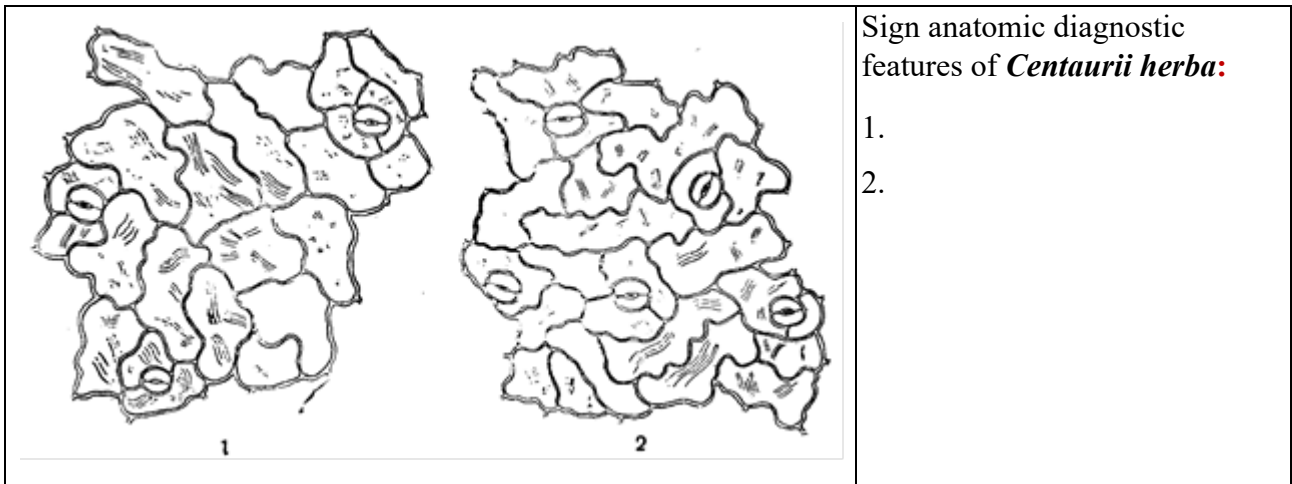 Sign anatomic diagnostic
features of Centaurii herba:
1.
2.
1
2